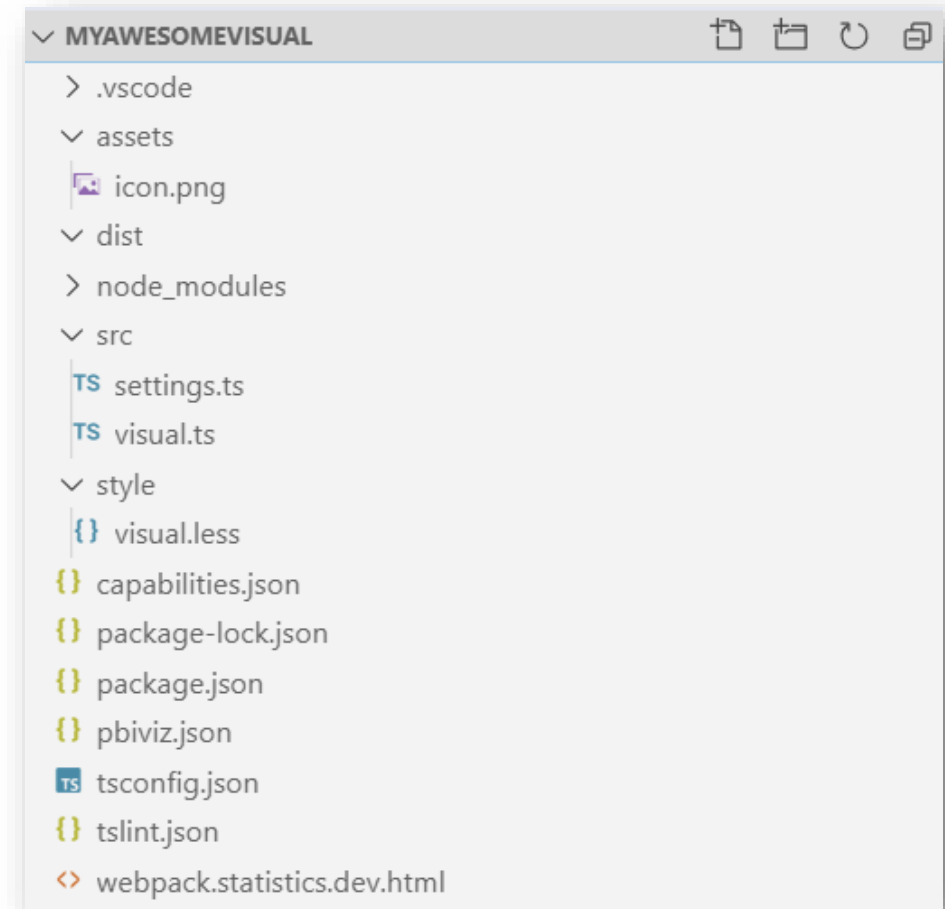 MYAWESOMEVISUAL
.vscode
assets
icon.png
dist
node_modules
src
TS settings.ts
TS visual.ts
style
{} visual.less
{} capabilities.json
{} package-lock.json
{} package.json
{} pbiviz.json
TS tsconfig.json
{} tslint.json
<> webpack.statistics.dev.html